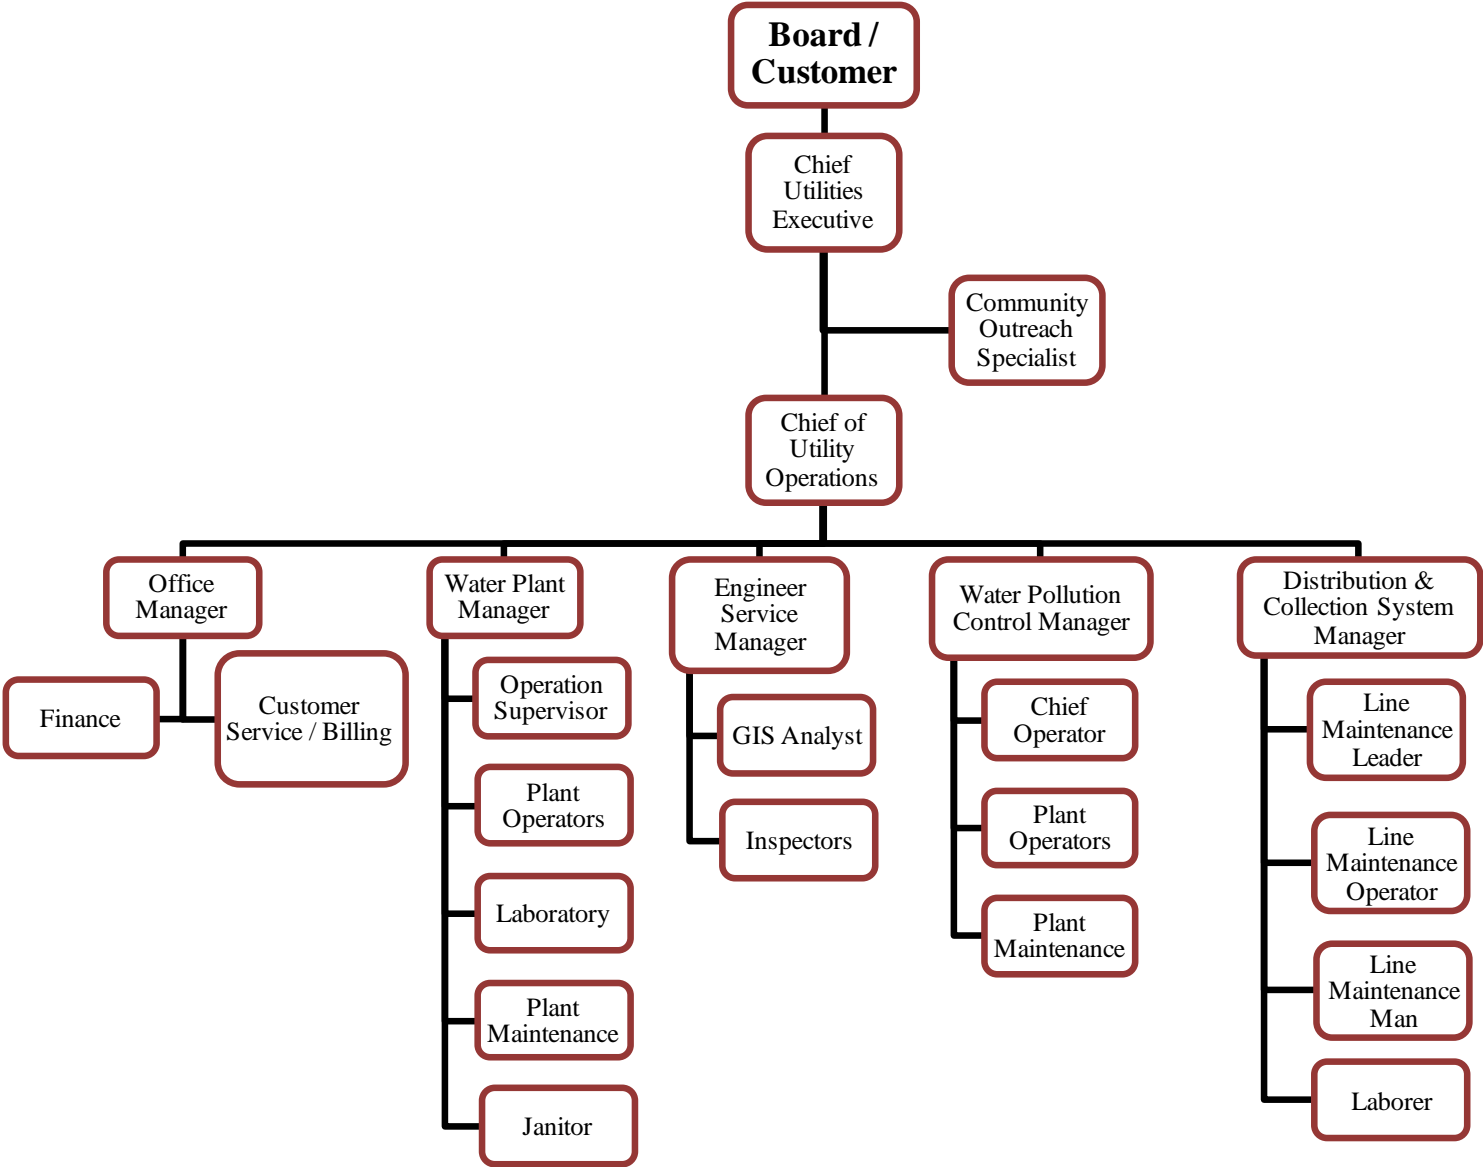 Board /
Customer
Chief
Utilities
Executive
Community
Outreach
Specialist
Chief of
Utility
Operations
Office
Manager
Finance
Customer
Service / Billing
Water Plant
Manager
Operation
Supervisor
Plant
Operators
Laboratory
Plant
Maintenance
Janitor
Engineer
Service
Manager
GIS Analyst
Inspectors
Water Pollution
Control Manager
Chief
Operator
Plant
Operators
Plant
Maintenance
Distribution &
Collection System
Manager
Line
Maintenance
Leader
Line
Maintenance
Operator
Line
Maintenance
Man
Laborer